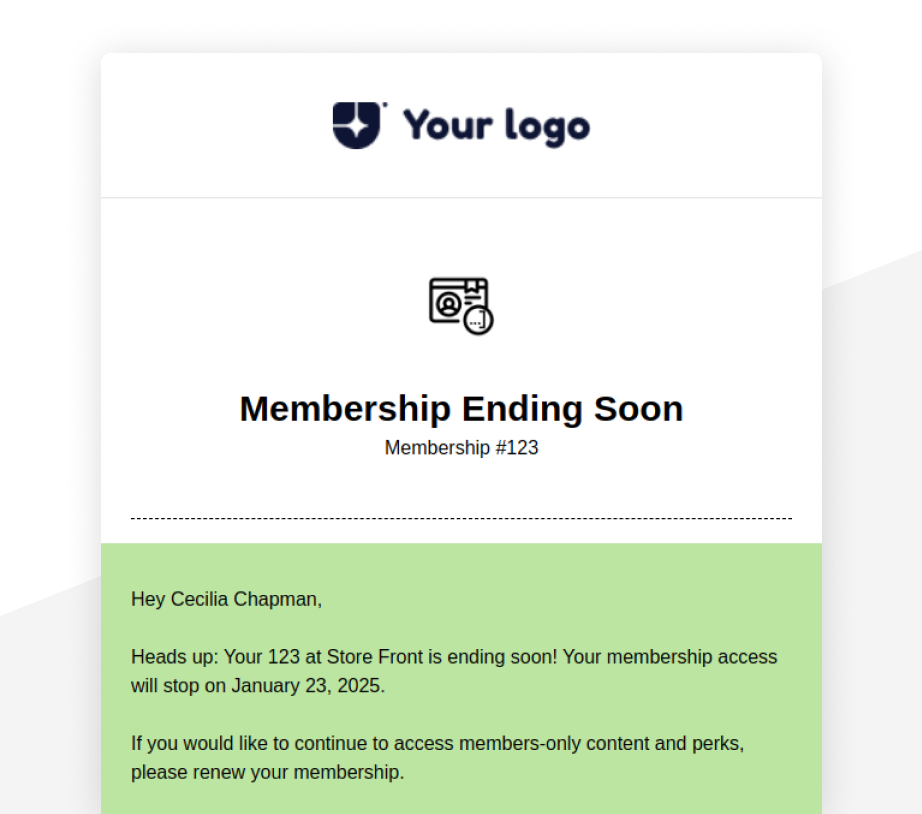 Your logo
Membership Ending Soon
Membership #123
Hey Cecilia Chapman,
Heads up: Your 123 at Store Front is ending soon! Your membership access
will stop on January 23, 2025.
If you would like to continue to access members-only content and perks,
please renew your membership.